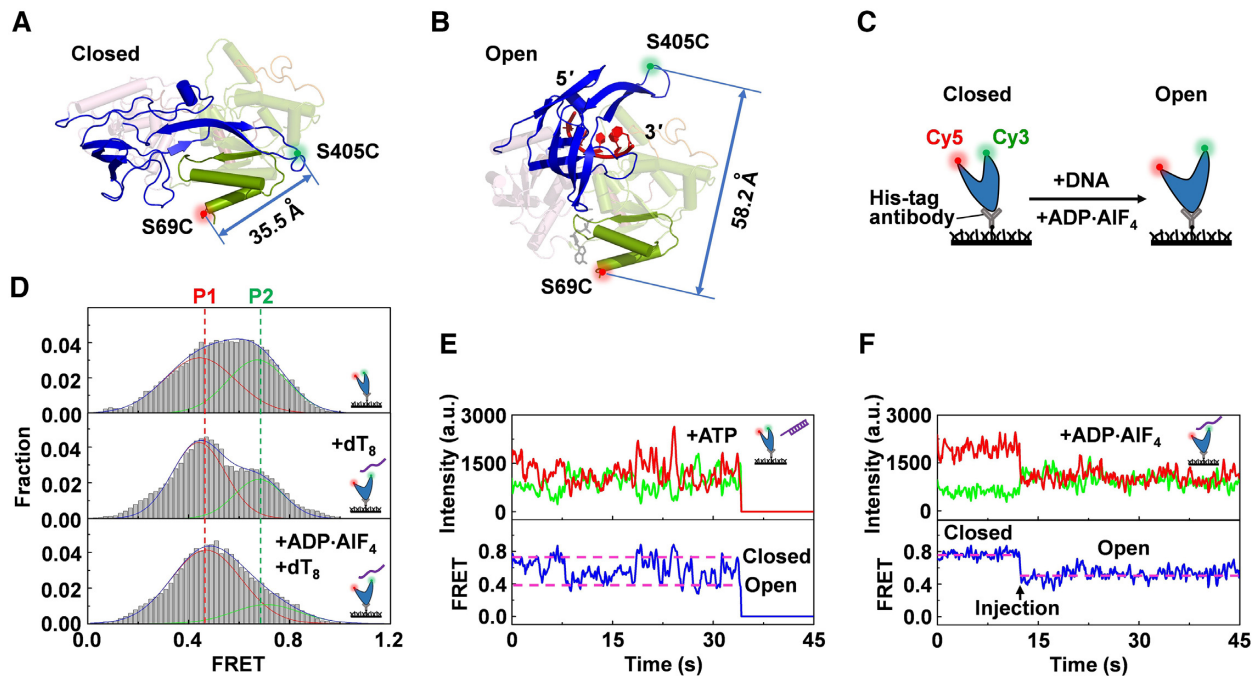 A
Closed
S405C
S69C
35.5 Å
B
Open
S405C
5′
3′
58.2 Å
S69C
C
Closed
Open
Cy5
Cy3
His-tag
antibody
+DNA
+ADP·AlF4
D
P1
P2
0.04
0.02
0.00
0.04
0.02
0.00
0.04
0.02
0.00
+dT8
+ADP·AlF4
+dT8
Fraction
0.0
0.4
0.8
1.2
FRET
E
3000
1500
0
Intensity (a.u.)
+ATP
0.8
0.4
0.0
FRET
Closed
Open
0
15
30
45
Time (s)
F
3000
1500
0
Intensity (a.u.)
+ADP·AlF4
0.8
0.4
0.0
FRET
Closed
Open
Injection
0
15
30
45
Time (s)